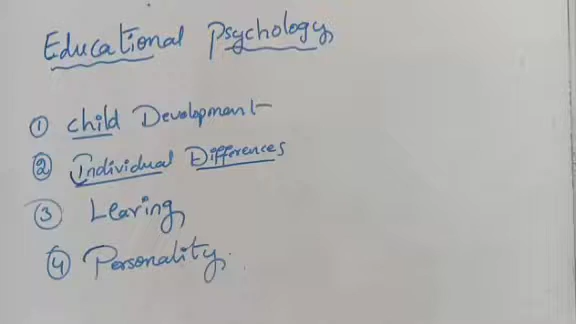 Educational Psychology,
① Child Development
② Individual Differences
③ Learing,
④ Personality,